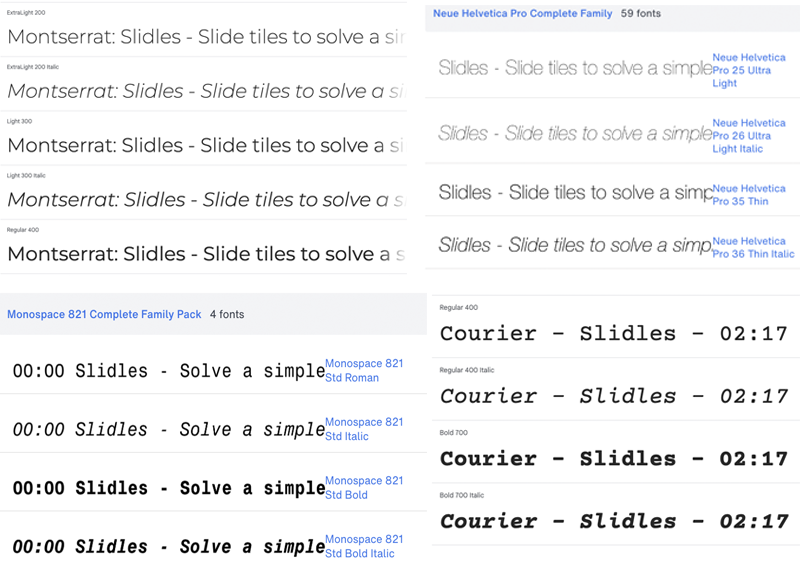 ExtraLight 200
Montserrat: Slidles - Slide tiles to solve a sir
ExtraLight 200 Italic
Montserrat: Slidles - Slide tiles to solve a s
Light 300
Montserrat: Slidles - Slide tiles to solve a si
Light 300 Italic
Montserrat: Slidles - Slide tiles to solve a s
Regular 400
Montserrat: Slidles - Slide tiles to solve a s
Neue Helvetica Pro Complete Family 59 fonts
Slidles - Slide tiles to solve a simple
Neue Helvetica
Pro 25 Ultra
Light
Slidles - Slide tiles to solve a simple
Neue Helvetica
Pro 26 Ultra
Light Italic
Slidles - Slide tiles to solve a simp
Neue Helvetica
Pro 35 Thin
Slidles - Slide tiles to solve a simp
Neue Helvetica
Pro 36 Thin Italic
Monospace 821 Complete Family Pack 4 fonts
00:00 Slidles - Solve a simple
Monospace 821
Std Roman
00:00 Slidles - Solve a simple
Monospace 821
Std Italic
00:00 Slidles - Solve a simple
Monospace 821
Std Bold
00:00 Slidles - Solve a simple
Monospace 821
Std Bold Italic
Regular 400
Courier - Slidles - 02:17
Regular 400 Italic
Courier - Slidles - 02:17
Bold 700
Courier - Slidles - 02:17
Bold 700 Italic
Courier - Slidles - 02:17